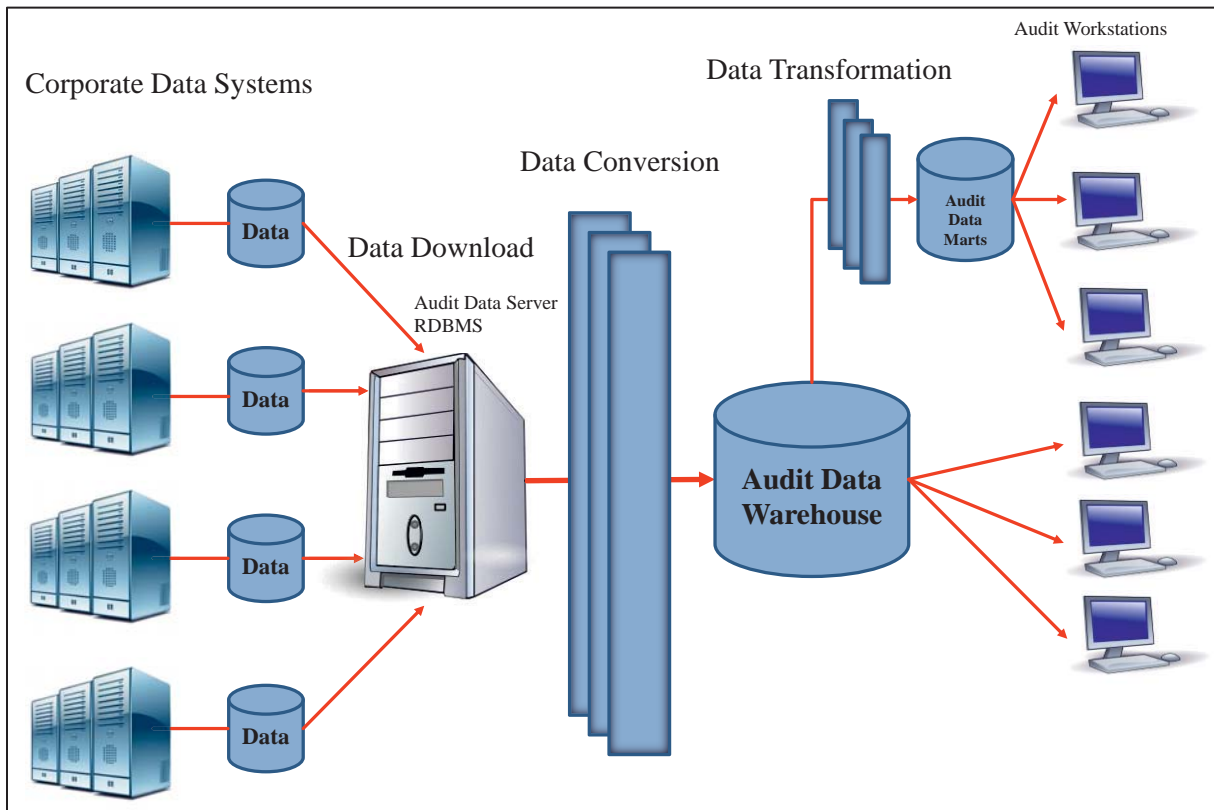 Audit Workstations
Data Transformation
Corporate Data Systems
Data Conversion
Data
Data Download
Audit Data Server
RDBMS
Audit
Data
Marts
Data
Audit Data
Warehouse
Data
Data